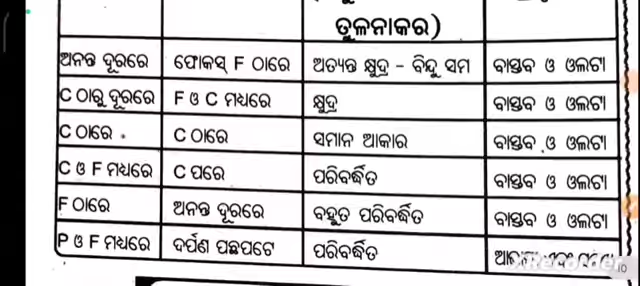 ତୁଳନାକର)
ଅନନ୍ତ ଦୂରରେ ଫୋକସ୍ F ଠାରେ ଅତ୍ୟନ୍ତ କ୍ଷୁଦ୍ର - ବିନ୍ଦୁ ସମ ବାସ୍ତବ ଓ ଓଲଟା
C ଠାରୁ ଦୂରରେ F ଓ C ମଧ୍ୟରେ କ୍ଷୁଦ୍ର ବାସ୍ତବ ଓ ଓଲଟା
C ଠାରେ C ଠାରେ ସମାନ ଆକାର ବାସ୍ତବ ଓ ଓଲଟା
C ଓ F ମଧ୍ୟରେ C ପରେ ପରିବର୍ଦ୍ଧିତ ବାସ୍ତବ ଓ ଓଲଟା
F ଠାରେ ଅନନ୍ତ ଦୂରରେ ବହୁତ ପରିବର୍ଦ୍ଧିତ ବାସ୍ତବ ଓ ଓଲଟା
P ଓ F ମଧ୍ୟରେ ଦର୍ପଣ ପଛପଟେ ପରିବର୍ଦ୍ଧିତ